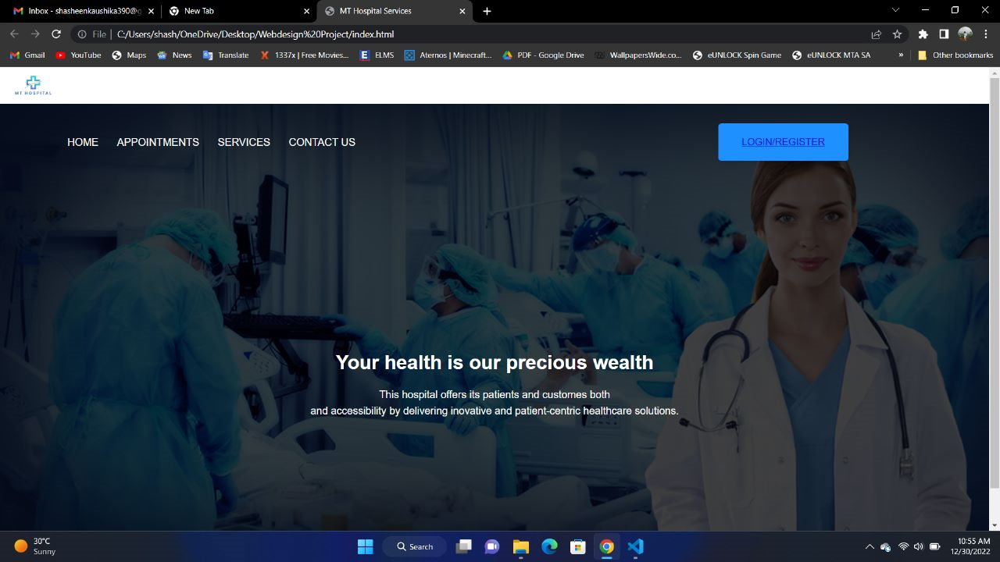 Inbox - shasheenkaushika390@g
New Tab
MT Hospital Services
File
C:/Users/shash/OneDrive/Desktop/Webdesign%20Project/index.html
Gmail
YouTube
Maps
News
Translate
1337x | Free Movies...
ELMS
Aternos | Minecraft...
PDF - Google Drive
WallpapersWide.co...
eUNLOCK Spin Game
eUNLOCK MTA SA
»
Other bookmarks
MT HOSPITAL
HOME APPOINTMENTS SERVICES CONTACT US
LOGIN/REGISTER
Your health is our precious wealth
This hospital offers its patients and customes both
and accessibility by delivering inovative and patient-centric healthcare solutions.
30°C
Sunny
Search
10:55 AM
12/30/2022